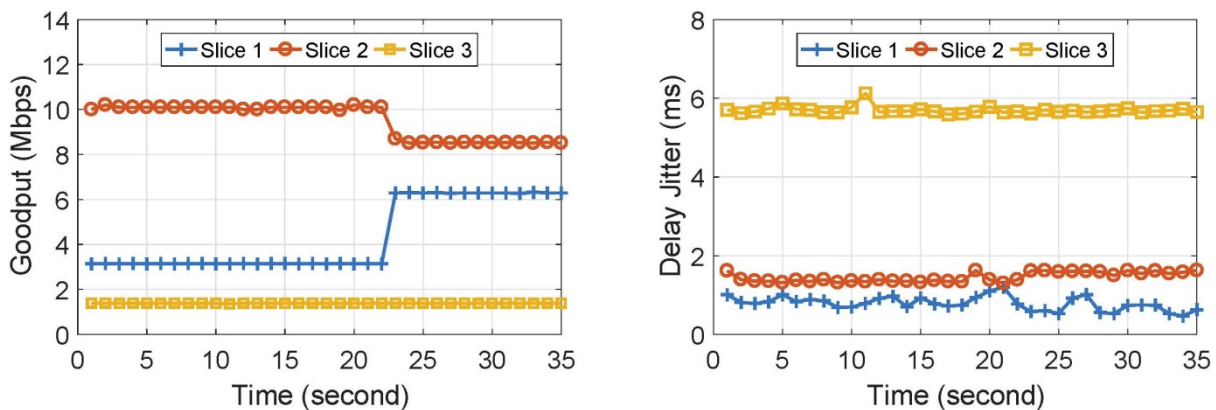 14
12
10
8
6
4
2
0
Goodput (Mbps)
Slice 1 Slice 2 Slice 3
0 5 10 15 20 25 30 35
Time (second)
8
6
4
2
0
Delay Jitter (ms)
Slice 1 Slice 2 Slice 3
0 5 10 15 20 25 30 35
Time (second)